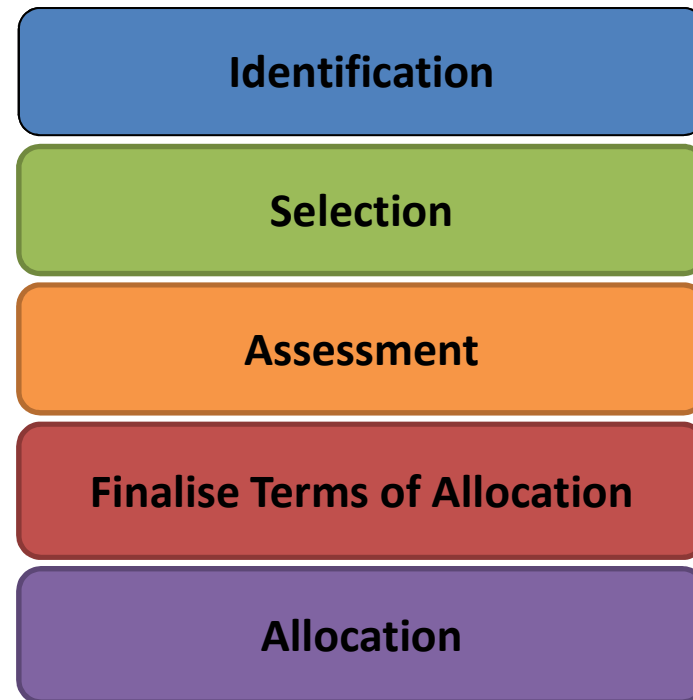 Identification
Selection
Assessment
Finalise Terms of Allocation
Allocation